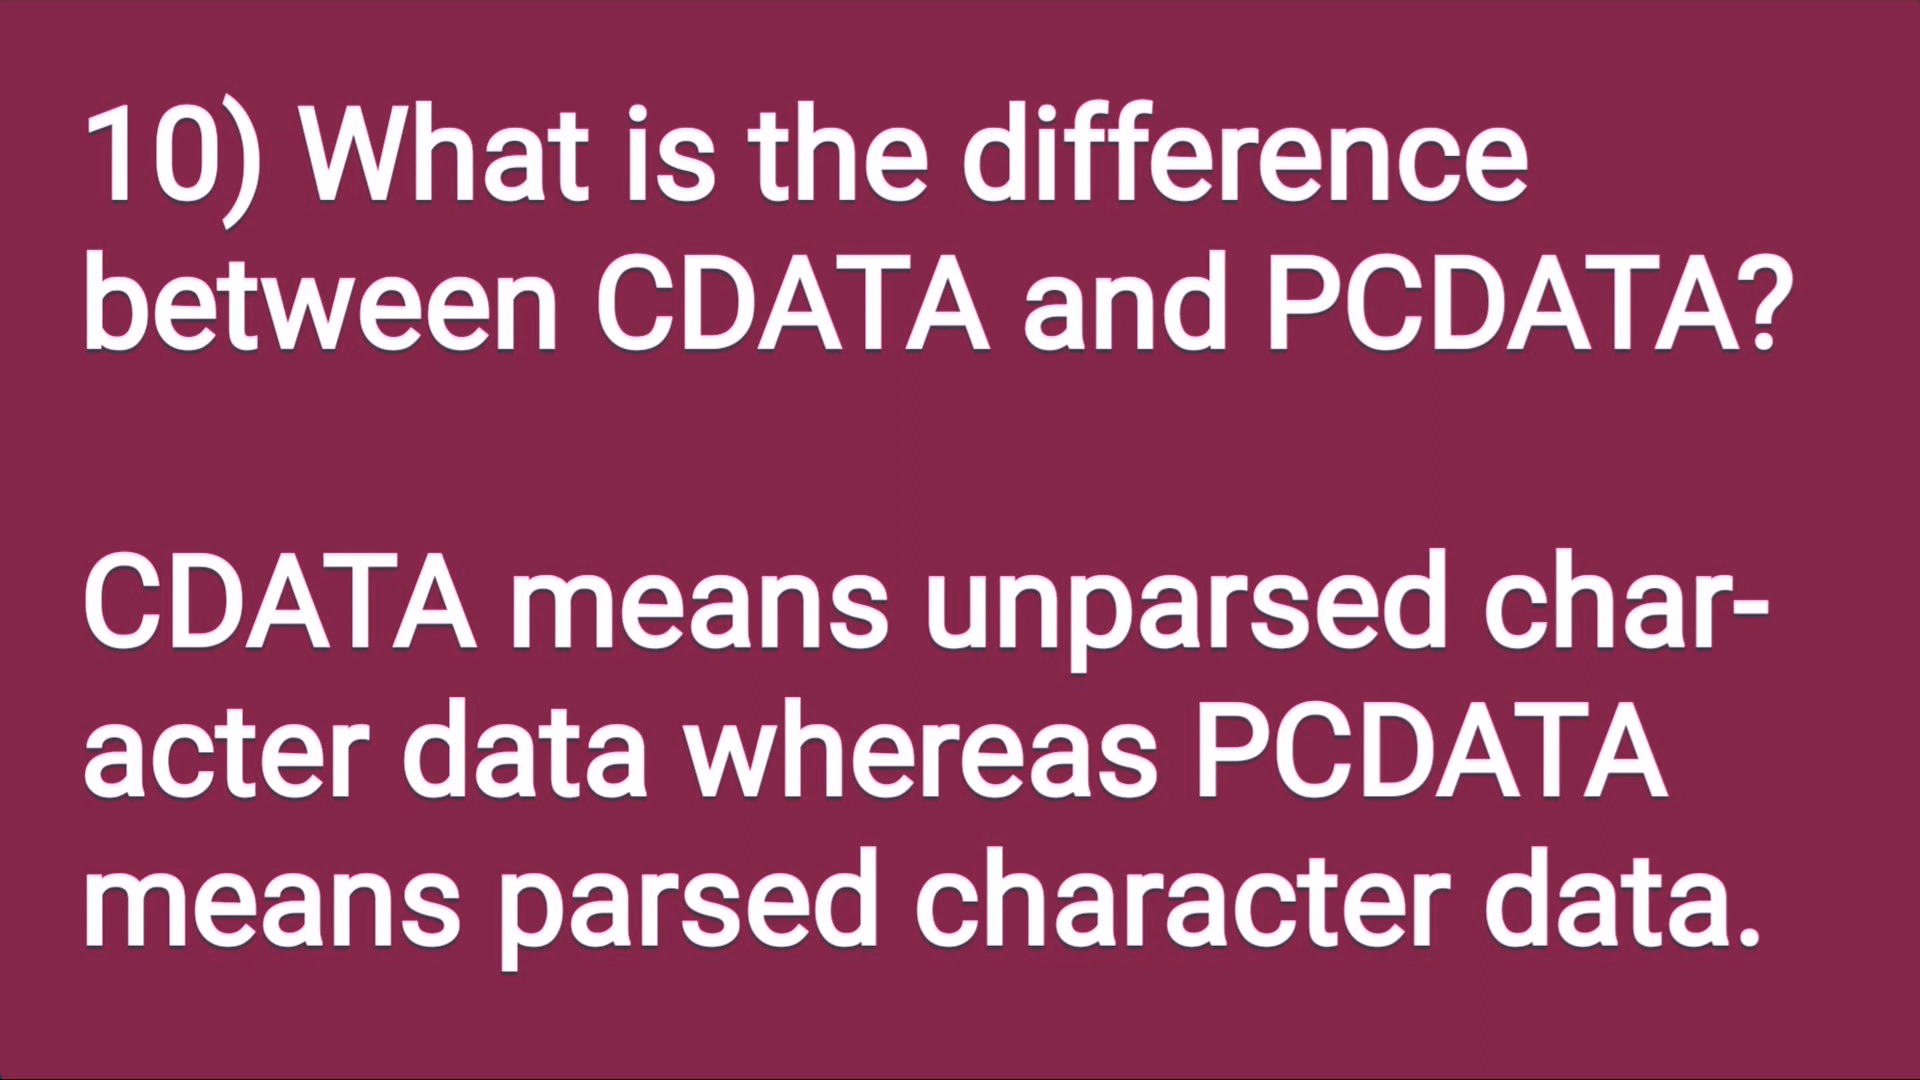 10) What is the difference
between CDATA and PCDATA?
CDATA means unparsed char-
acter data whereas PCDATA
means parsed character data.